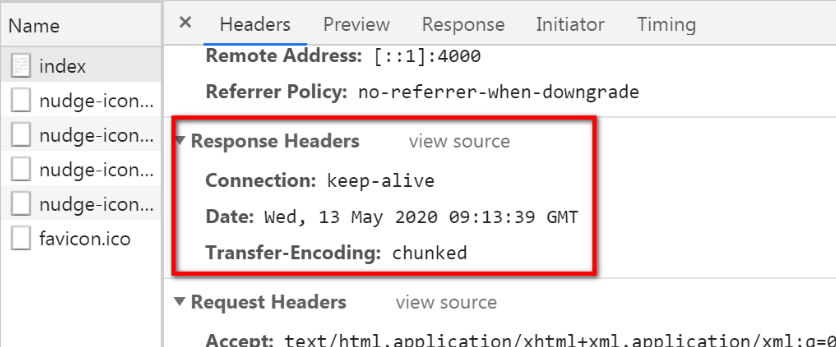 Name
× Headers Preview Response Initiator Timing
index
nudge-icon...
nudge-icon...
nudge-icon...
nudge-icon...
favicon.ico
Remote Address: [::1]:4000
Referrer Policy: no-referrer-when-downgrade
Response Headers view source
Connection: keep-alive
Date: Wed, 13 May 2020 09:13:39 GMT
Transfer-Encoding: chunked
Request Headers view source
Accept: text/html,application/xhtml+xml,application/xml;q=0